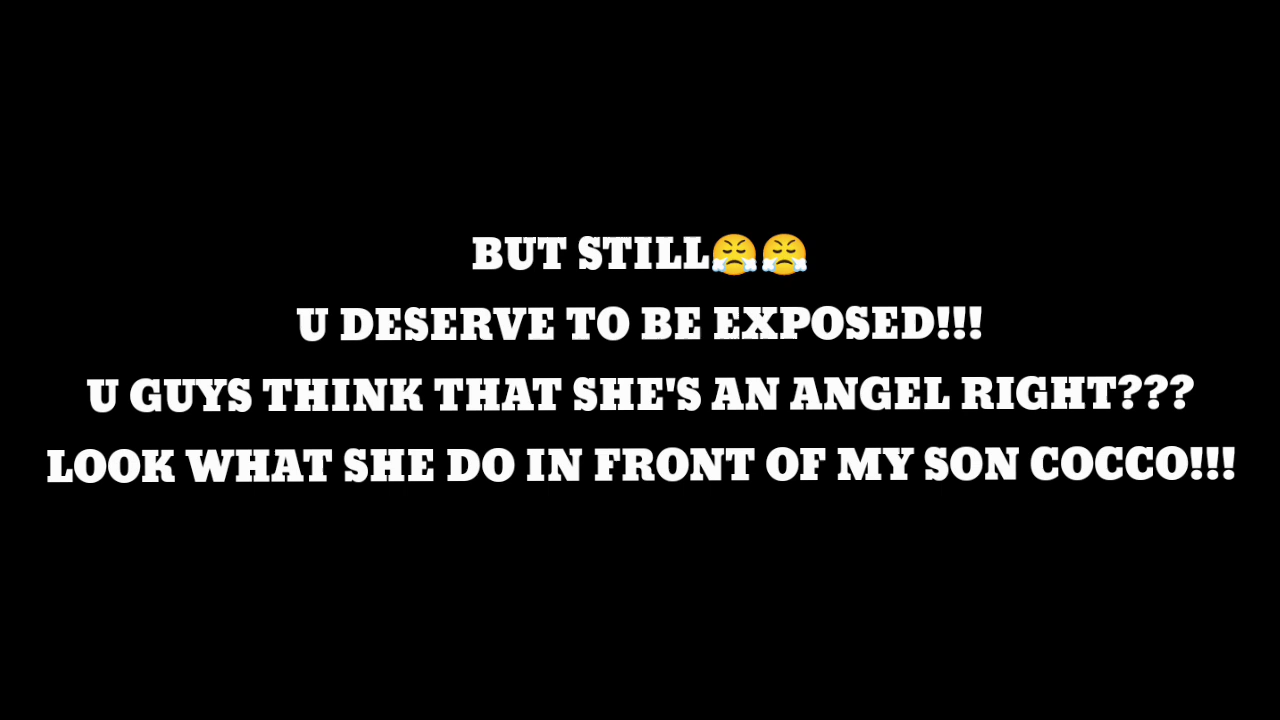 BUT STILL😤😤
U DESERVE TO BE EXPOSED!!!
U GUYS THINK THAT SHE'S AN ANGEL RIGHT???
LOOK WHAT SHE DO IN FRONT OF MY SON COCCO!!!